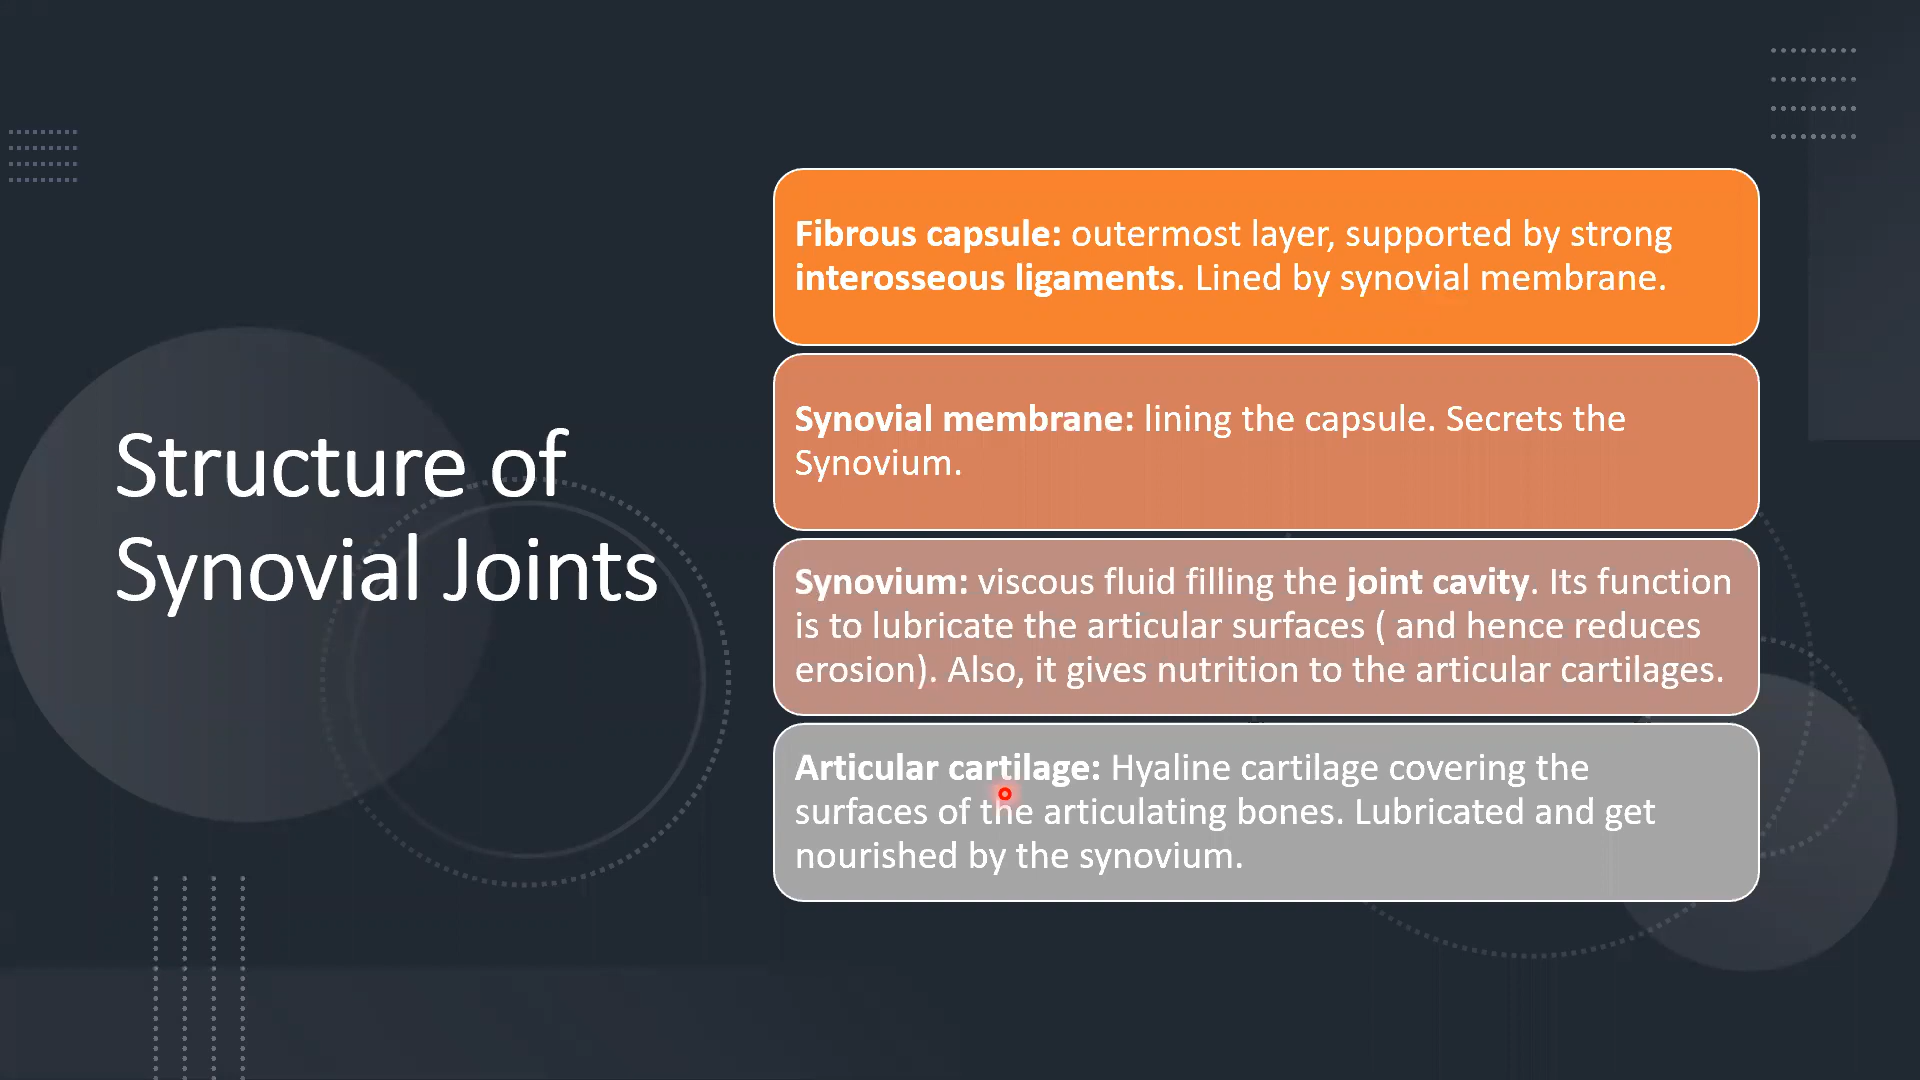 Structure of
Synovial Joints
Fibrous capsule: outermost layer, supported by strong
interosseous ligaments. Lined by synovial membrane.
Synovial membrane: lining the capsule. Secrets the
Synovium.
Synovium: viscous fluid filling the joint cavity. Its function
is to lubricate the articular surfaces ( and hence reduces
erosion). Also, it gives nutrition to the articular cartilages.
Articular cartilage: Hyaline cartilage covering the
surfaces of the articulating bones. Lubricated and get
nourished by the synovium.